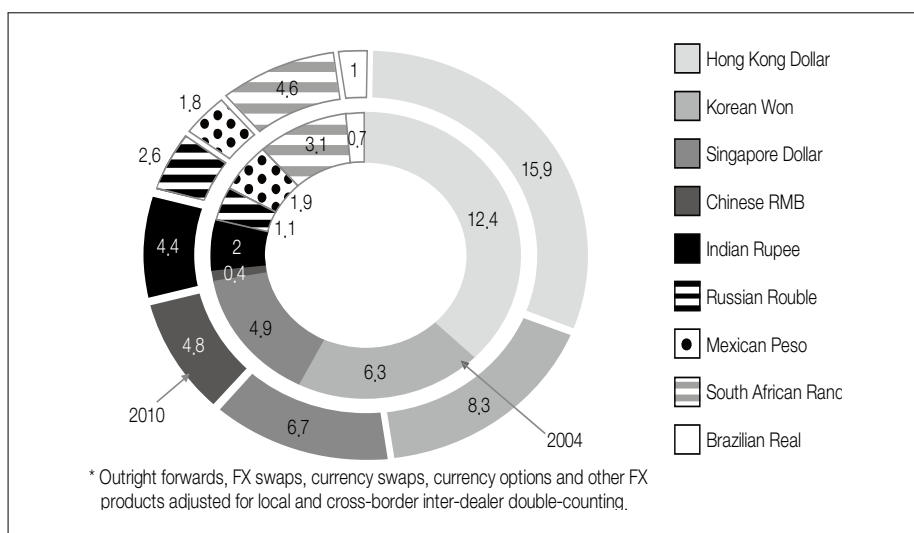 1
4.6
1.8
2.6
4.4
4.8
6.7
8.3
15.9
0.7
3.1
1.9
1.1
2
0.4
4.9
6.3
12.4
2010
2004
Hong Kong Dollar
Korean Won
Singapore Dollar
Chinese RMB
Indian Rupee
Russian Rouble
Mexican Peso
South African Ranc
Brazilian Real
* Outright forwards, FX swaps, currency swaps, currency options and other FX
products adjusted for local and cross-border inter-dealer double-counting.